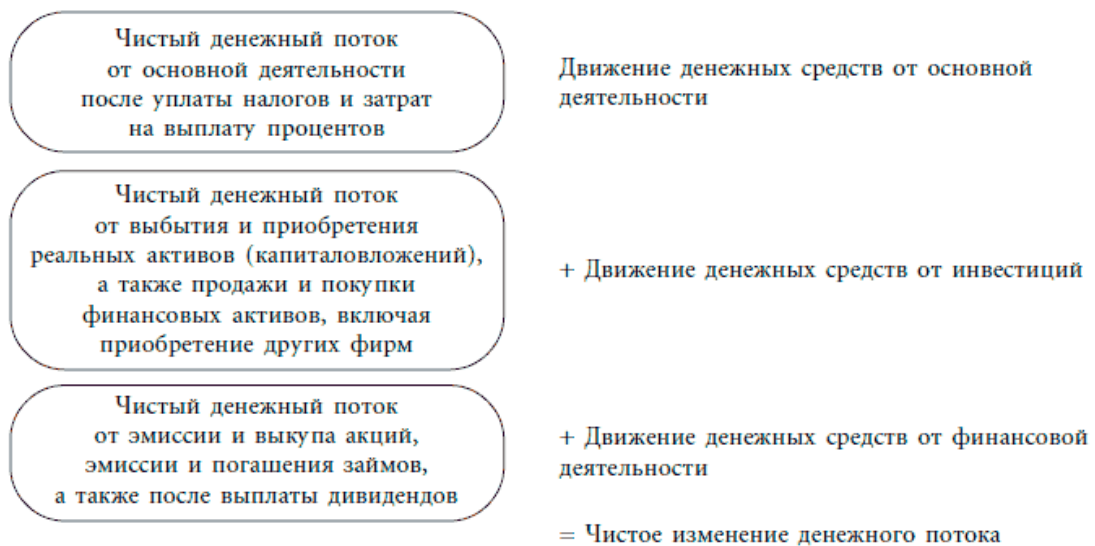 Чистый денежный поток
от основной деятельности
после уплаты налогов и затрат
на выплату процентов
Движение денежных средств от основной
деятельности
Чистый денежный поток
от выбытия и приобретения
реальных активов (капиталовложений),
а также продажи и покупки
финансовых активов, включая
приобретение других фирм
+ Движение денежных средств от инвестиций
Чистый денежный поток
от эмиссии и выкупа акций,
эмиссии и погашения займов,
а также после выплаты дивидендов
+ Движение денежных средств от финансовой
деятельности
= Чистое изменение денежного потока